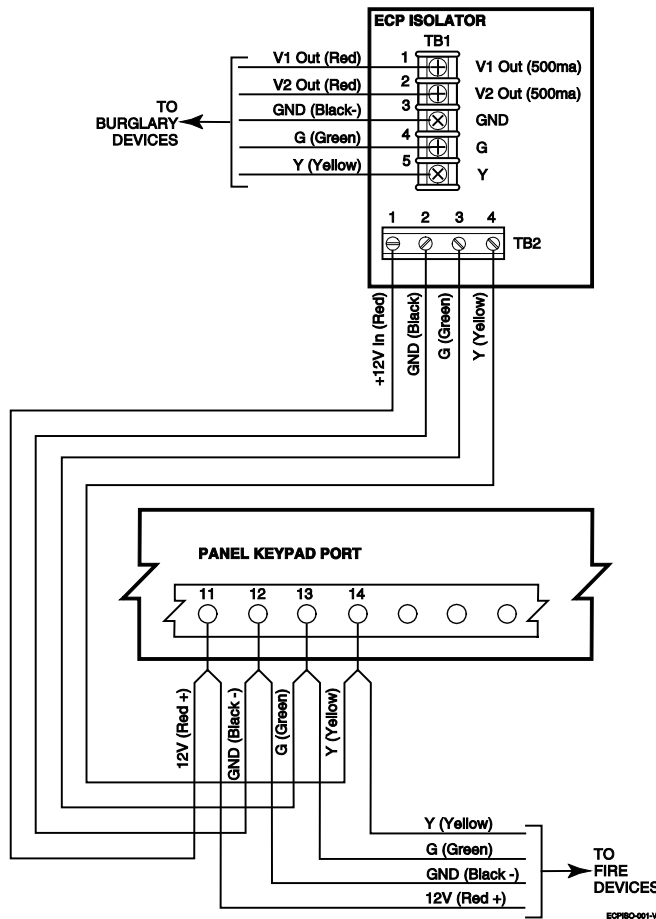 ECP ISOLATOR
TB1
V1 Out (Red)
1
V1 Out (500ma)
V2 Out (Red)
2
V2 Out (500ma)
GND (Black-)
3
GND
TO
BURGLARY
DEVICES
G (Green)
4
G
Y (Yellow)
5
Y
1 2 3 4
TB2
+12V in (Red)
GND (Black)
G (Green)
Y (Yellow)
PANEL KEYPAD PORT
11 12 13 14
12V (Red +)
GND (Black -)
G (Green)
Y (Yellow)
Y (Yellow)
G (Green)
GND (Black -)
12V (Red +)
TO
FIRE
DEVICES
ECPISO-001-V